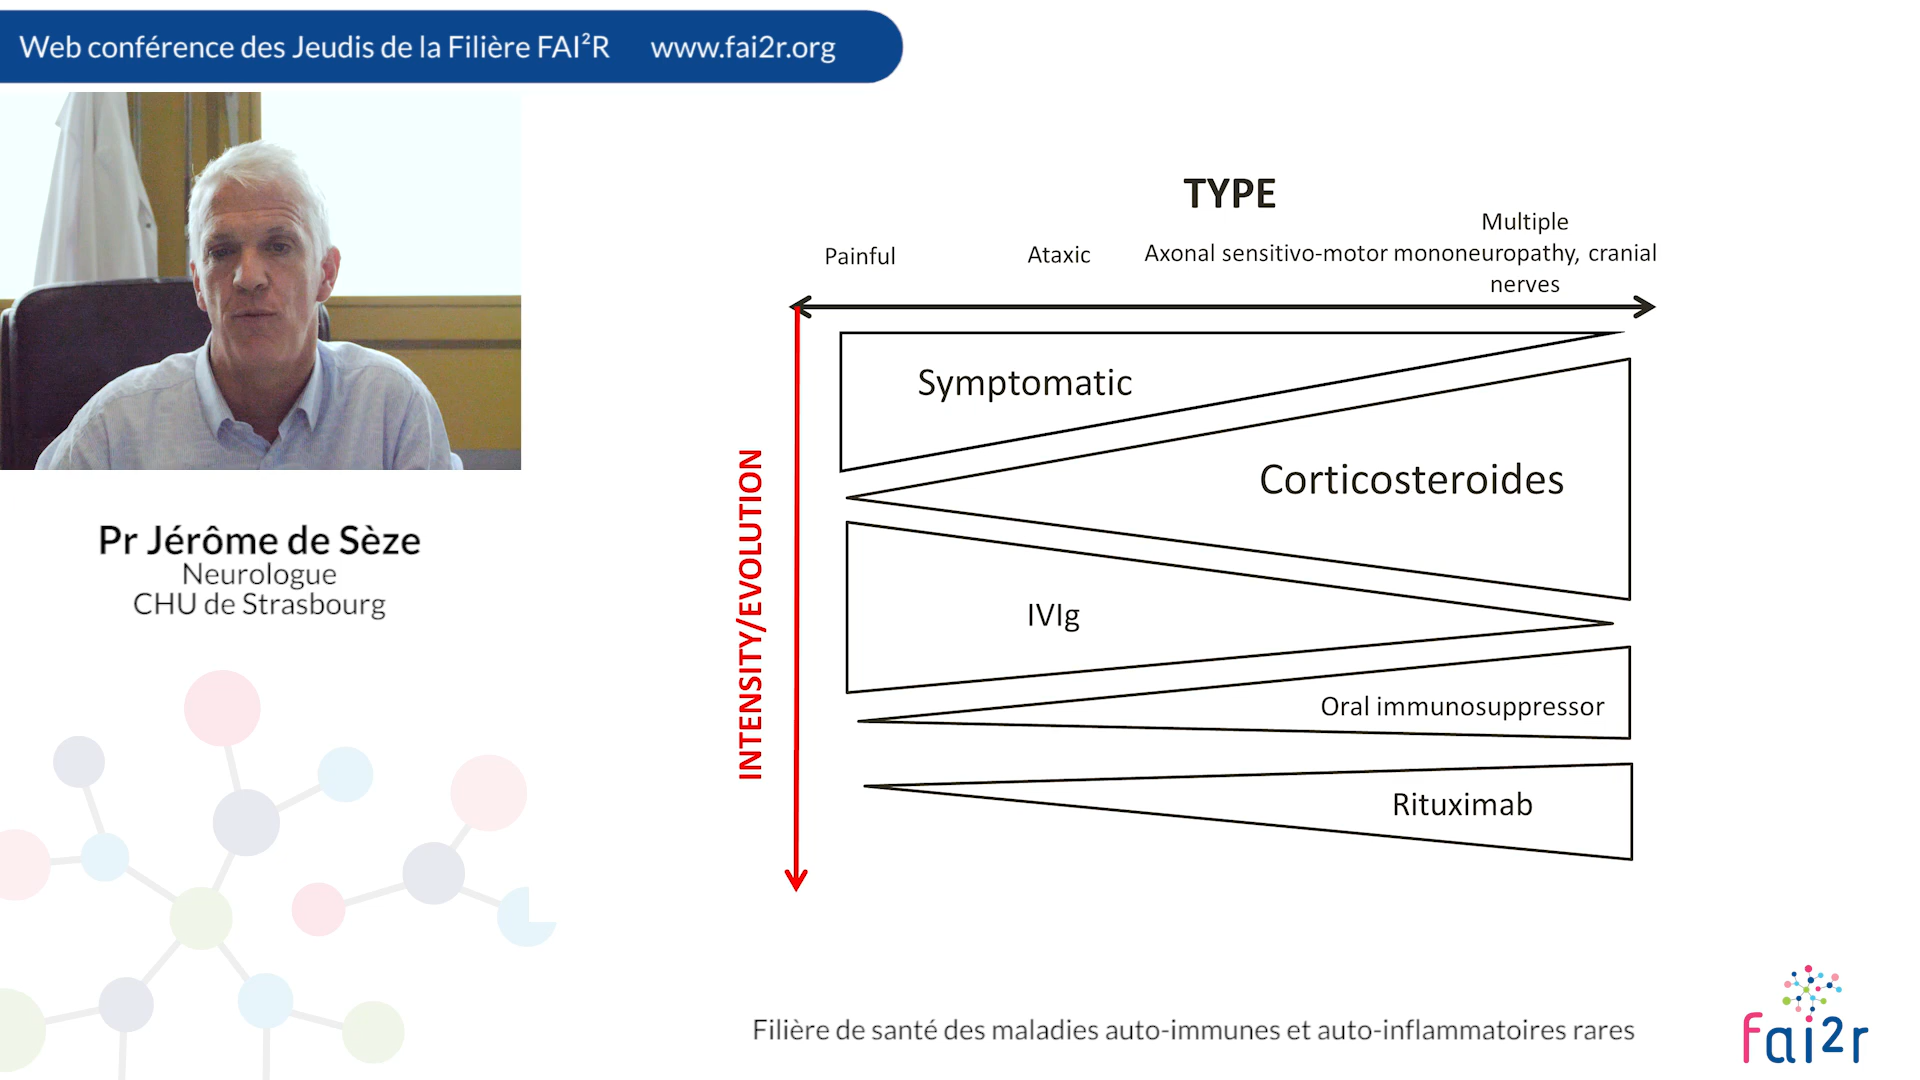 Web conférence des Jeudis de la Filière FAI²R www.fai2r.org
Pr Jérôme de Sèze
Neurologue
CHU de Strasbourg
TYPE
Painful
Ataxic
Axonal sensitivo-motor
Multiple
mononeuropathy, cranial
nerves
INTENSITY/EVOLUTION
Symptomatic
Corticosteroides
IVIg
Oral immunosuppressor
Rituximab
Filière de santé des maladies auto-immunes et auto-inflammatoires rares
fai2r